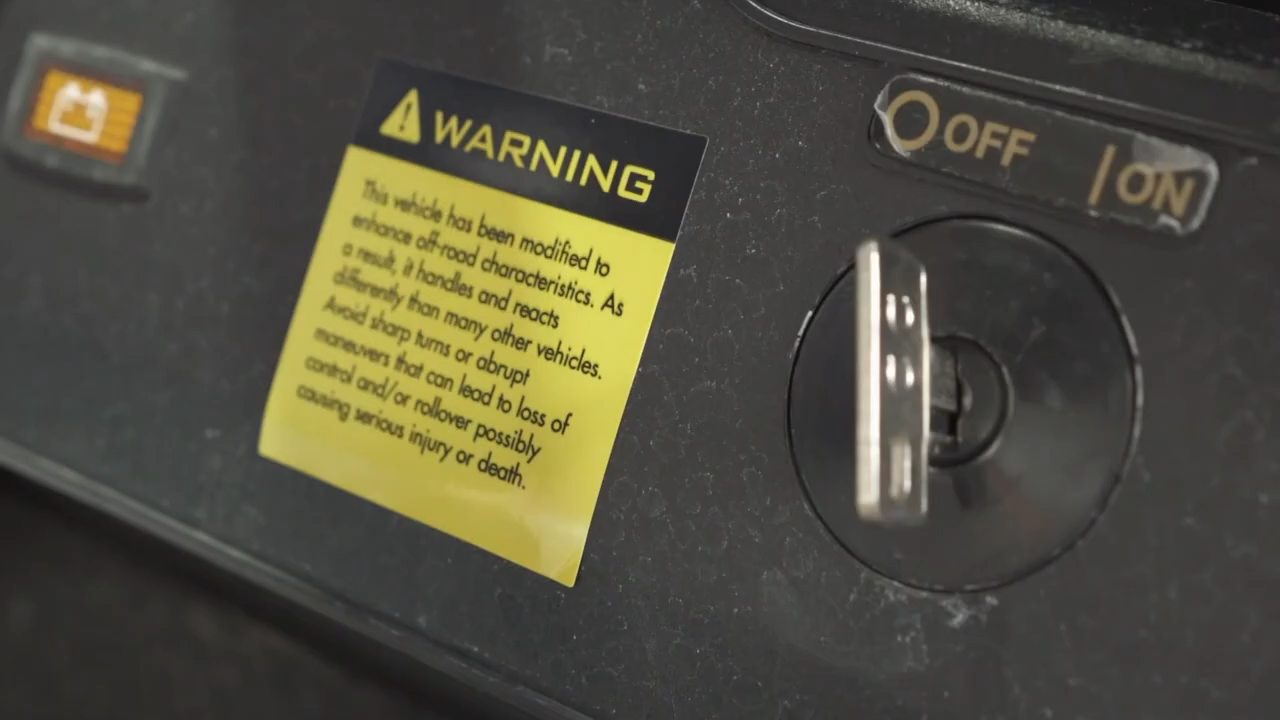 WARNING
This vehicle has been modified to
enhance off-road characteristics. As
a result, it handles and reacts
differently than many other vehicles.
Avoid sharp turns or abrupt
maneuvers that can lead to loss of
control and/or rollover possibly
causing serious injury or death.
OFF | ON